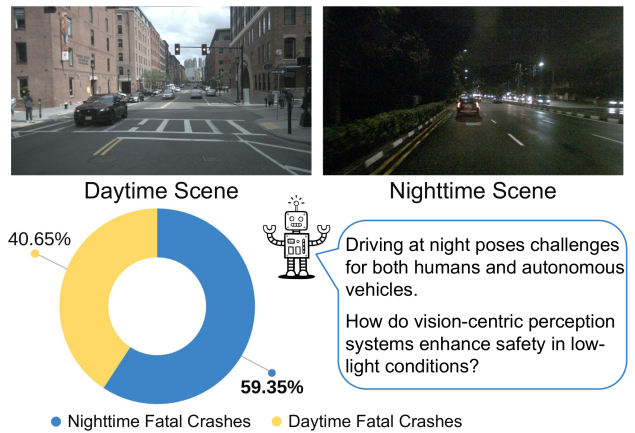 Daytime Scene
Nighttime Scene
40.65%
59.35%
Driving at night poses challenges
for both humans and autonomous
vehicles.
How do vision-centric perception
systems enhance safety in low-
light conditions?
Nighttime Fatal Crashes
Daytime Fatal Crashes